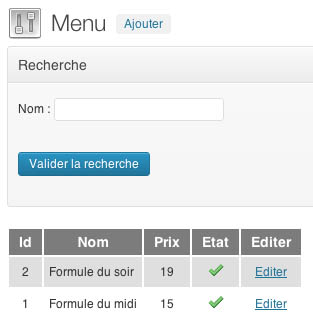 Menu Ajouter
Recherche
Nom :
Valider la recherche
Id Nom Prix Etat Editer
2 Formule du soir 19 Editer
1 Formule du midi 15 Editer